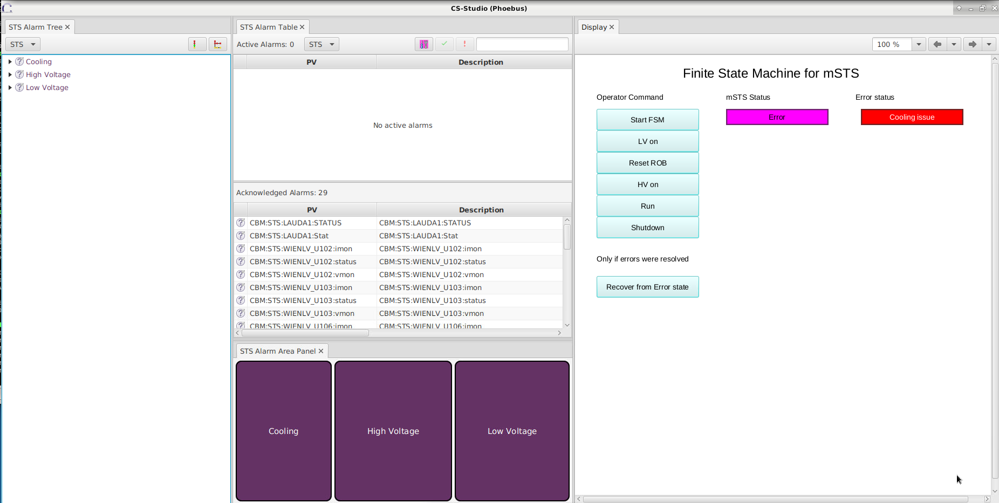 CS-Studio (Phoebus)
STS Alarm Tree
STS
Cooling
High Voltage
Low Voltage
STS Alarm Table
Active Alarms: 0
STS
PV
Description
No active alarms
Acknowledged Alarms: 29
PV
Description
CBM:STS:LAUDA1:STATUS CBM:STS:LAUDA1:STATUS
CBM:STS:LAUDA1:Stat CBM:STS:LAUDA1:Stat
CBM:STS:WIENLV_U102:imon CBM:STS:WIENLV_U102:imon
CBM:STS:WIENLV_U102:status CBM:STS:WIENLV_U102:status
CBM:STS:WIENLV_U102:vmon CBM:STS:WIENLV_U102:vmon
CBM:STS:WIENLV_U103:imon CBM:STS:WIENLV_U103:imon
CBM:STS:WIENLV_U103:status CBM:STS:WIENLV_U103:status
CBM:STS:WIENLV_U103:vmon CBM:STS:WIENLV_U103:vmon
CBM:STS:WIENLV_U106:imon CBM:STS:WIENLV_U106:imon
STS Alarm Area Panel
Cooling
High Voltage
Low Voltage
Display
100 %
Finite State Machine for mSTS
Operator Command
mSTS Status
Error status
Start FSM
Error
Cooling issue
LV on
Reset ROB
HV on
Run
Shutdown
Only if errors were resolved
Recover from Error state